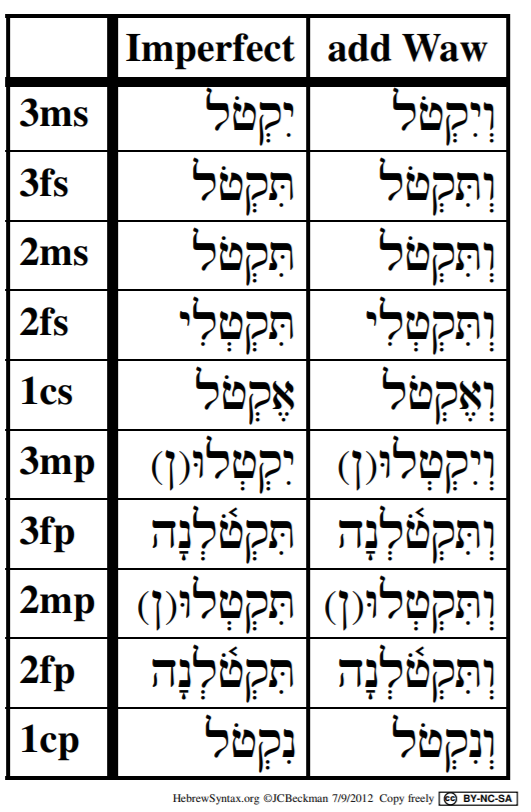 Imperfect add Waw
3ms יִקְטֹל וְיִקְטֹל
3fs תִּקְטֹל וְתִקְטֹל
2ms תִּקְטֹל וְתִקְטֹל
2fs תִּקְטְלִי וְתִקְטְלִי
1cs אֶקְטֹל וְאֶקְטֹל
3mp יִקְטְלוּ(ן) וְיִקְטְלוּ(ן)
3fp תִּקְטֹ֫לְנָה וְתִקְטֹ֫לְנָה
2mp תִּקְטְלוּ(ן) וְתִקְטְלוּ(ן)
2fp תִּקְטֹ֫לְנָה וְתִקְטֹ֫לְנָה
1cp נִקְטֹל וְנִקְטֹל
HebrewSyntax.org ©JCBeckman 7/9/2012 Copy freely cc BY-NC-SA